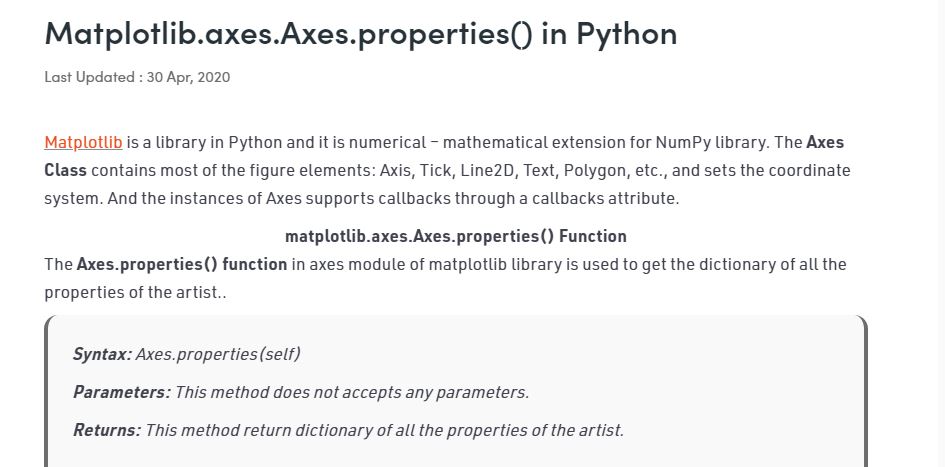 Matplotlib.axes.Axes.properties() in Python
Last Updated : 30 Apr, 2020
Matplotlib is a library in Python and it is numerical – mathematical extension for NumPy library. The Axes
Class contains most of the figure elements: Axis, Tick, Line2D, Text, Polygon, etc., and sets the coordinate
system. And the instances of Axes supports callbacks through a callbacks attribute.
matplotlib.axes.Axes.properties() Function
The Axes.properties() function in axes module of matplotlib library is used to get the dictionary of all the
properties of the artist..
Syntax: Axes.properties(self)
Parameters: This method does not accepts any parameters.
Returns: This method return dictionary of all the properties of the artist.